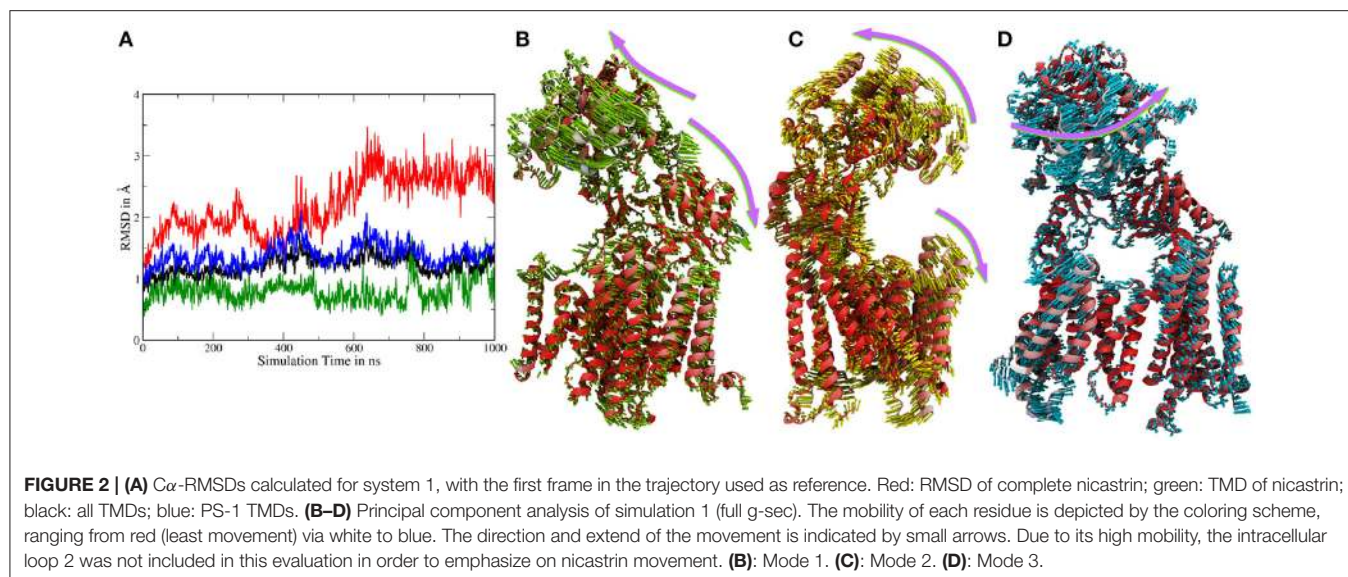 A
B
C
D
4
3
2
1
0
RMSD in Å
0
200
400
600
800
1000
Simulation Time in ns
FIGURE 2 | (A) Cα-RMSDs calculated for system 1, with the first frame in the trajectory used as reference. Red: RMSD of complete nicastrin; green: TMD of nicastrin;
black: all TMDs; blue: PS-1 TMDs. (B–D) Principal component analysis of simulation 1 (full g-sec). The mobility of each residue is depicted by the coloring scheme,
ranging from red (least movement) via white to blue. The direction and extend of the movement is indicated by small arrows. Due to its high mobility, the intracellular
loop 2 was not included in this evaluation in order to emphasize on nicastrin movement. (B): Mode 1. (C): Mode 2. (D): Mode 3.